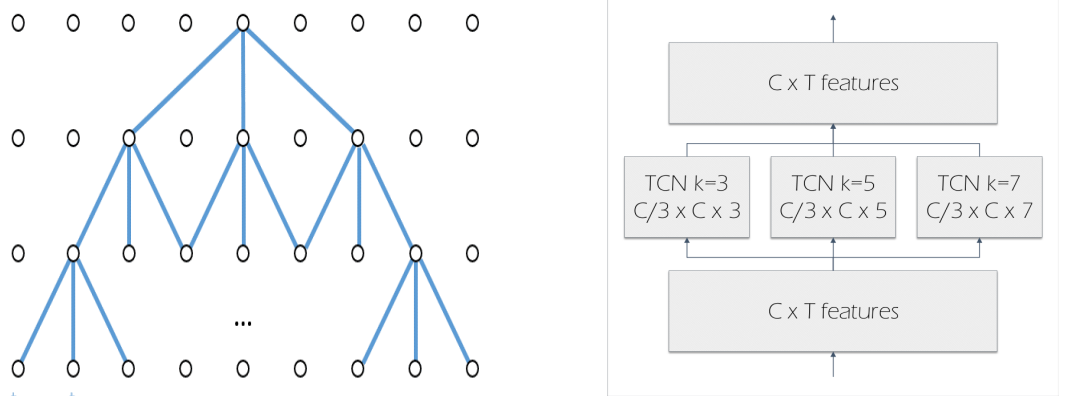 ...
C x T features
TCN k=3
C/3 x C x 3
TCN k=5
C/3 x C x 5
TCN k=7
C/3 x C x 7
C x T features